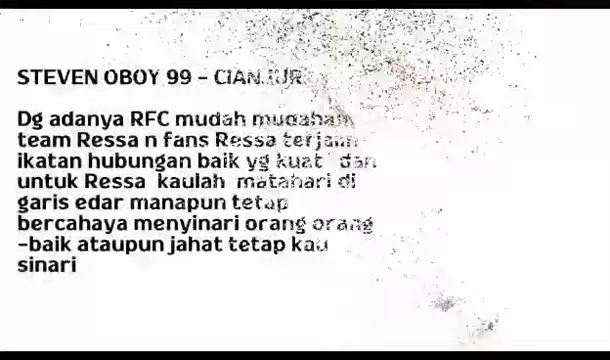 STEVEN OBOY 99 - CIANJUR
Dg adanya RFC mudah mudahan
team Ressa n fans Ressa terjalin
ikatan hubungan baik yg kuat dan
untuk Ressa kaulah matahari di
garis edar manapun tetap
bercahaya menyinari orang orang
-baik ataupun jahat tetap kau
sinari